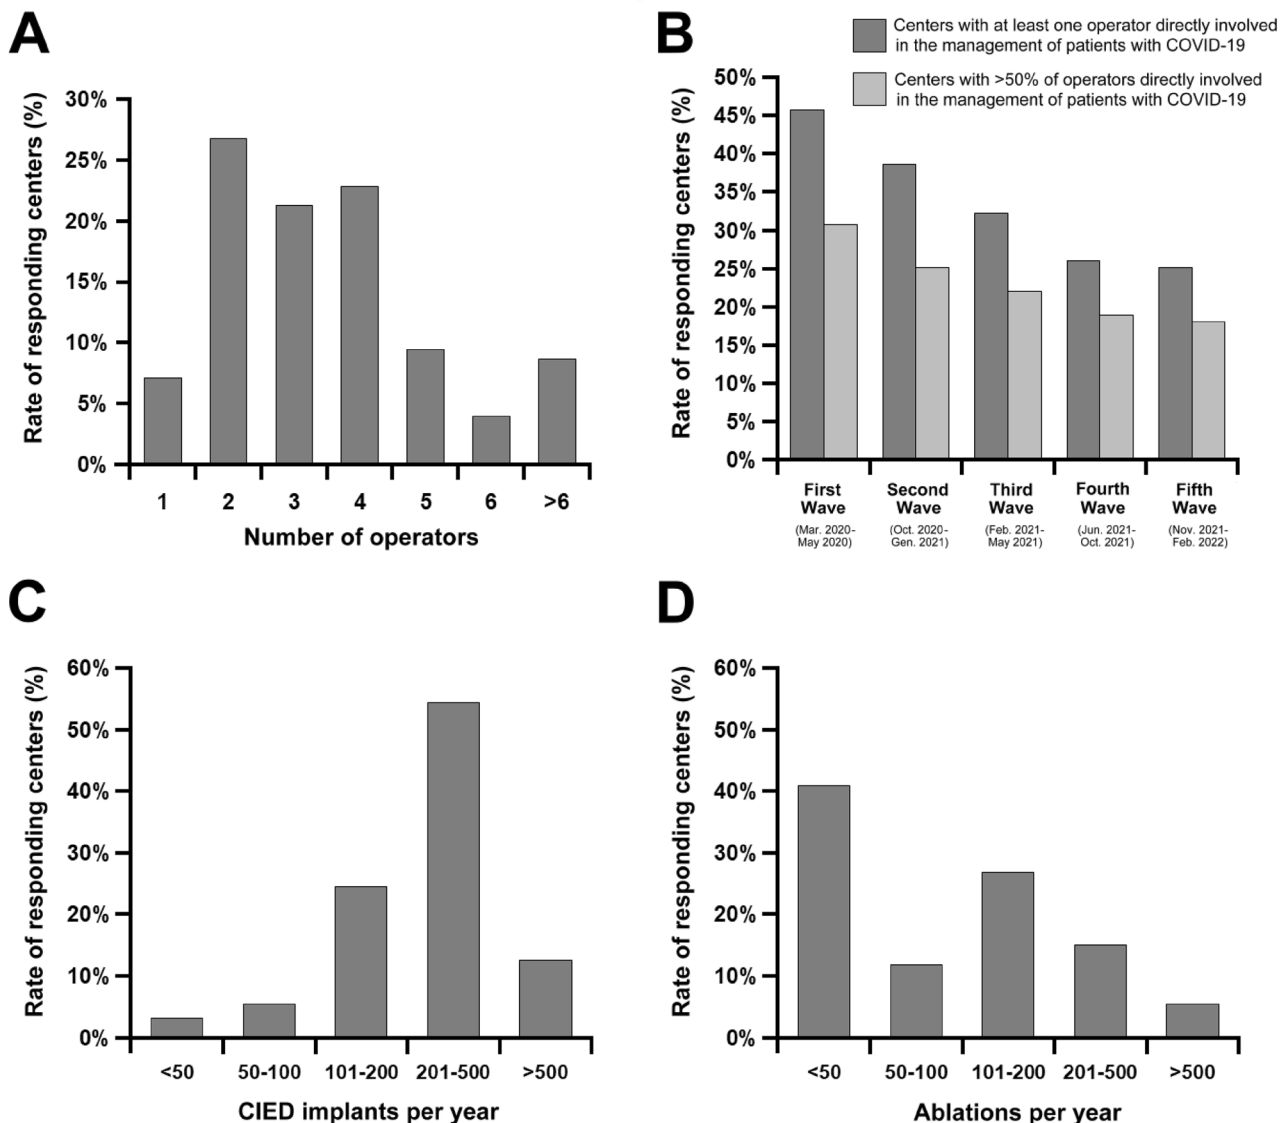 A
Rate of responding centers (%)
30%
25%
20%
15%
10%
5%
0%
1 2 3 4 5 6 >6
Number of operators
B
Centers with at least one operator directly involved
in the management of patients with COVID-19
Centers with >50% of operators directly involved
in the management of patients with COVID-19
Rate of responding centers (%)
50%
45%
40%
35%
30%
25%
20%
15%
10%
5%
0%
First Second Third Fourth Fifth
Wave Wave Wave Wave Wave
(Mar. 2020- (Oct. 2020- (Feb. 2021- (Jun. 2021- (Nov. 2021-
May 2020) Gen. 2021) May 2021) Oct. 2021) Feb. 2022)
C
Rate of responding centers (%)
60%
50%
40%
30%
20%
10%
0%
<50 50-100 101-200 201-500 >500
CIED implants per year
D
Rate of responding centers (%)
60%
50%
40%
30%
20%
10%
0%
<50 50-100 101-200 201-500 >500
Ablations per year